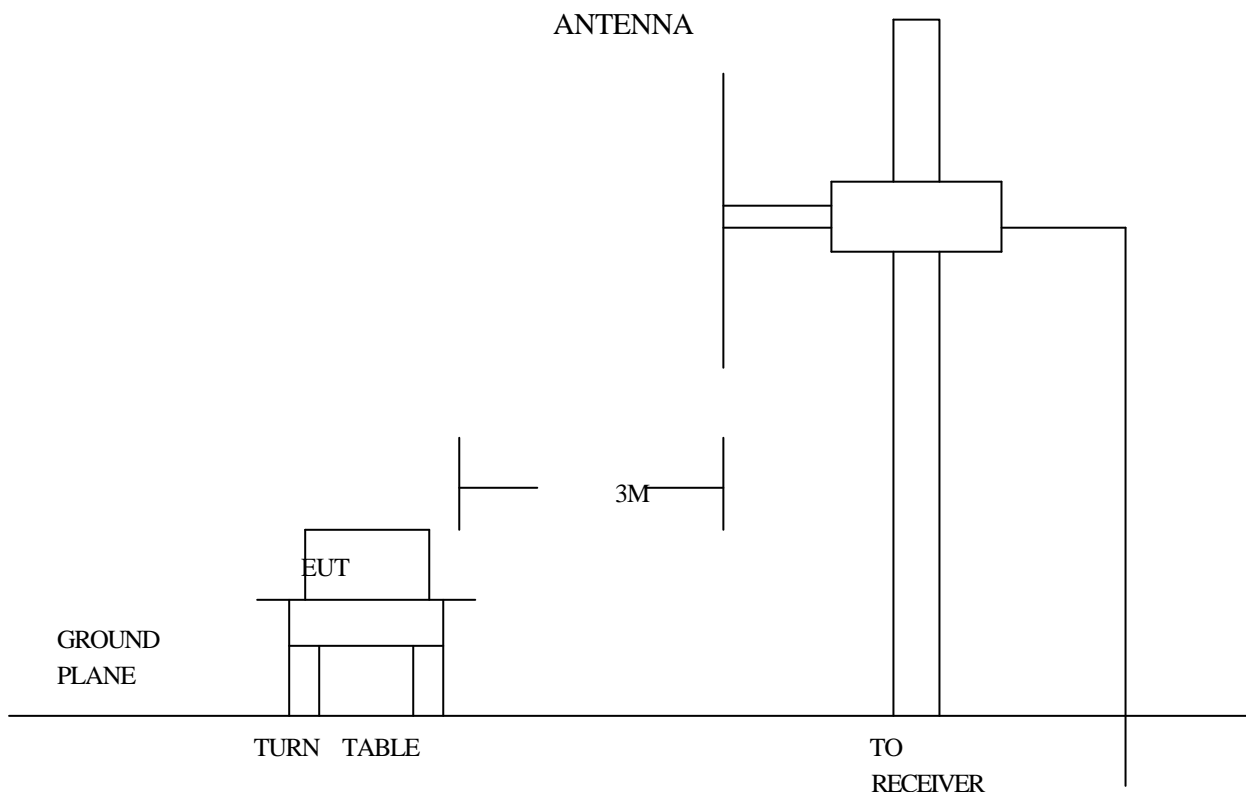 ANTENNA
3M
EUT
GROUND
PLANE
TURN TABLE
TO
RECEIVER